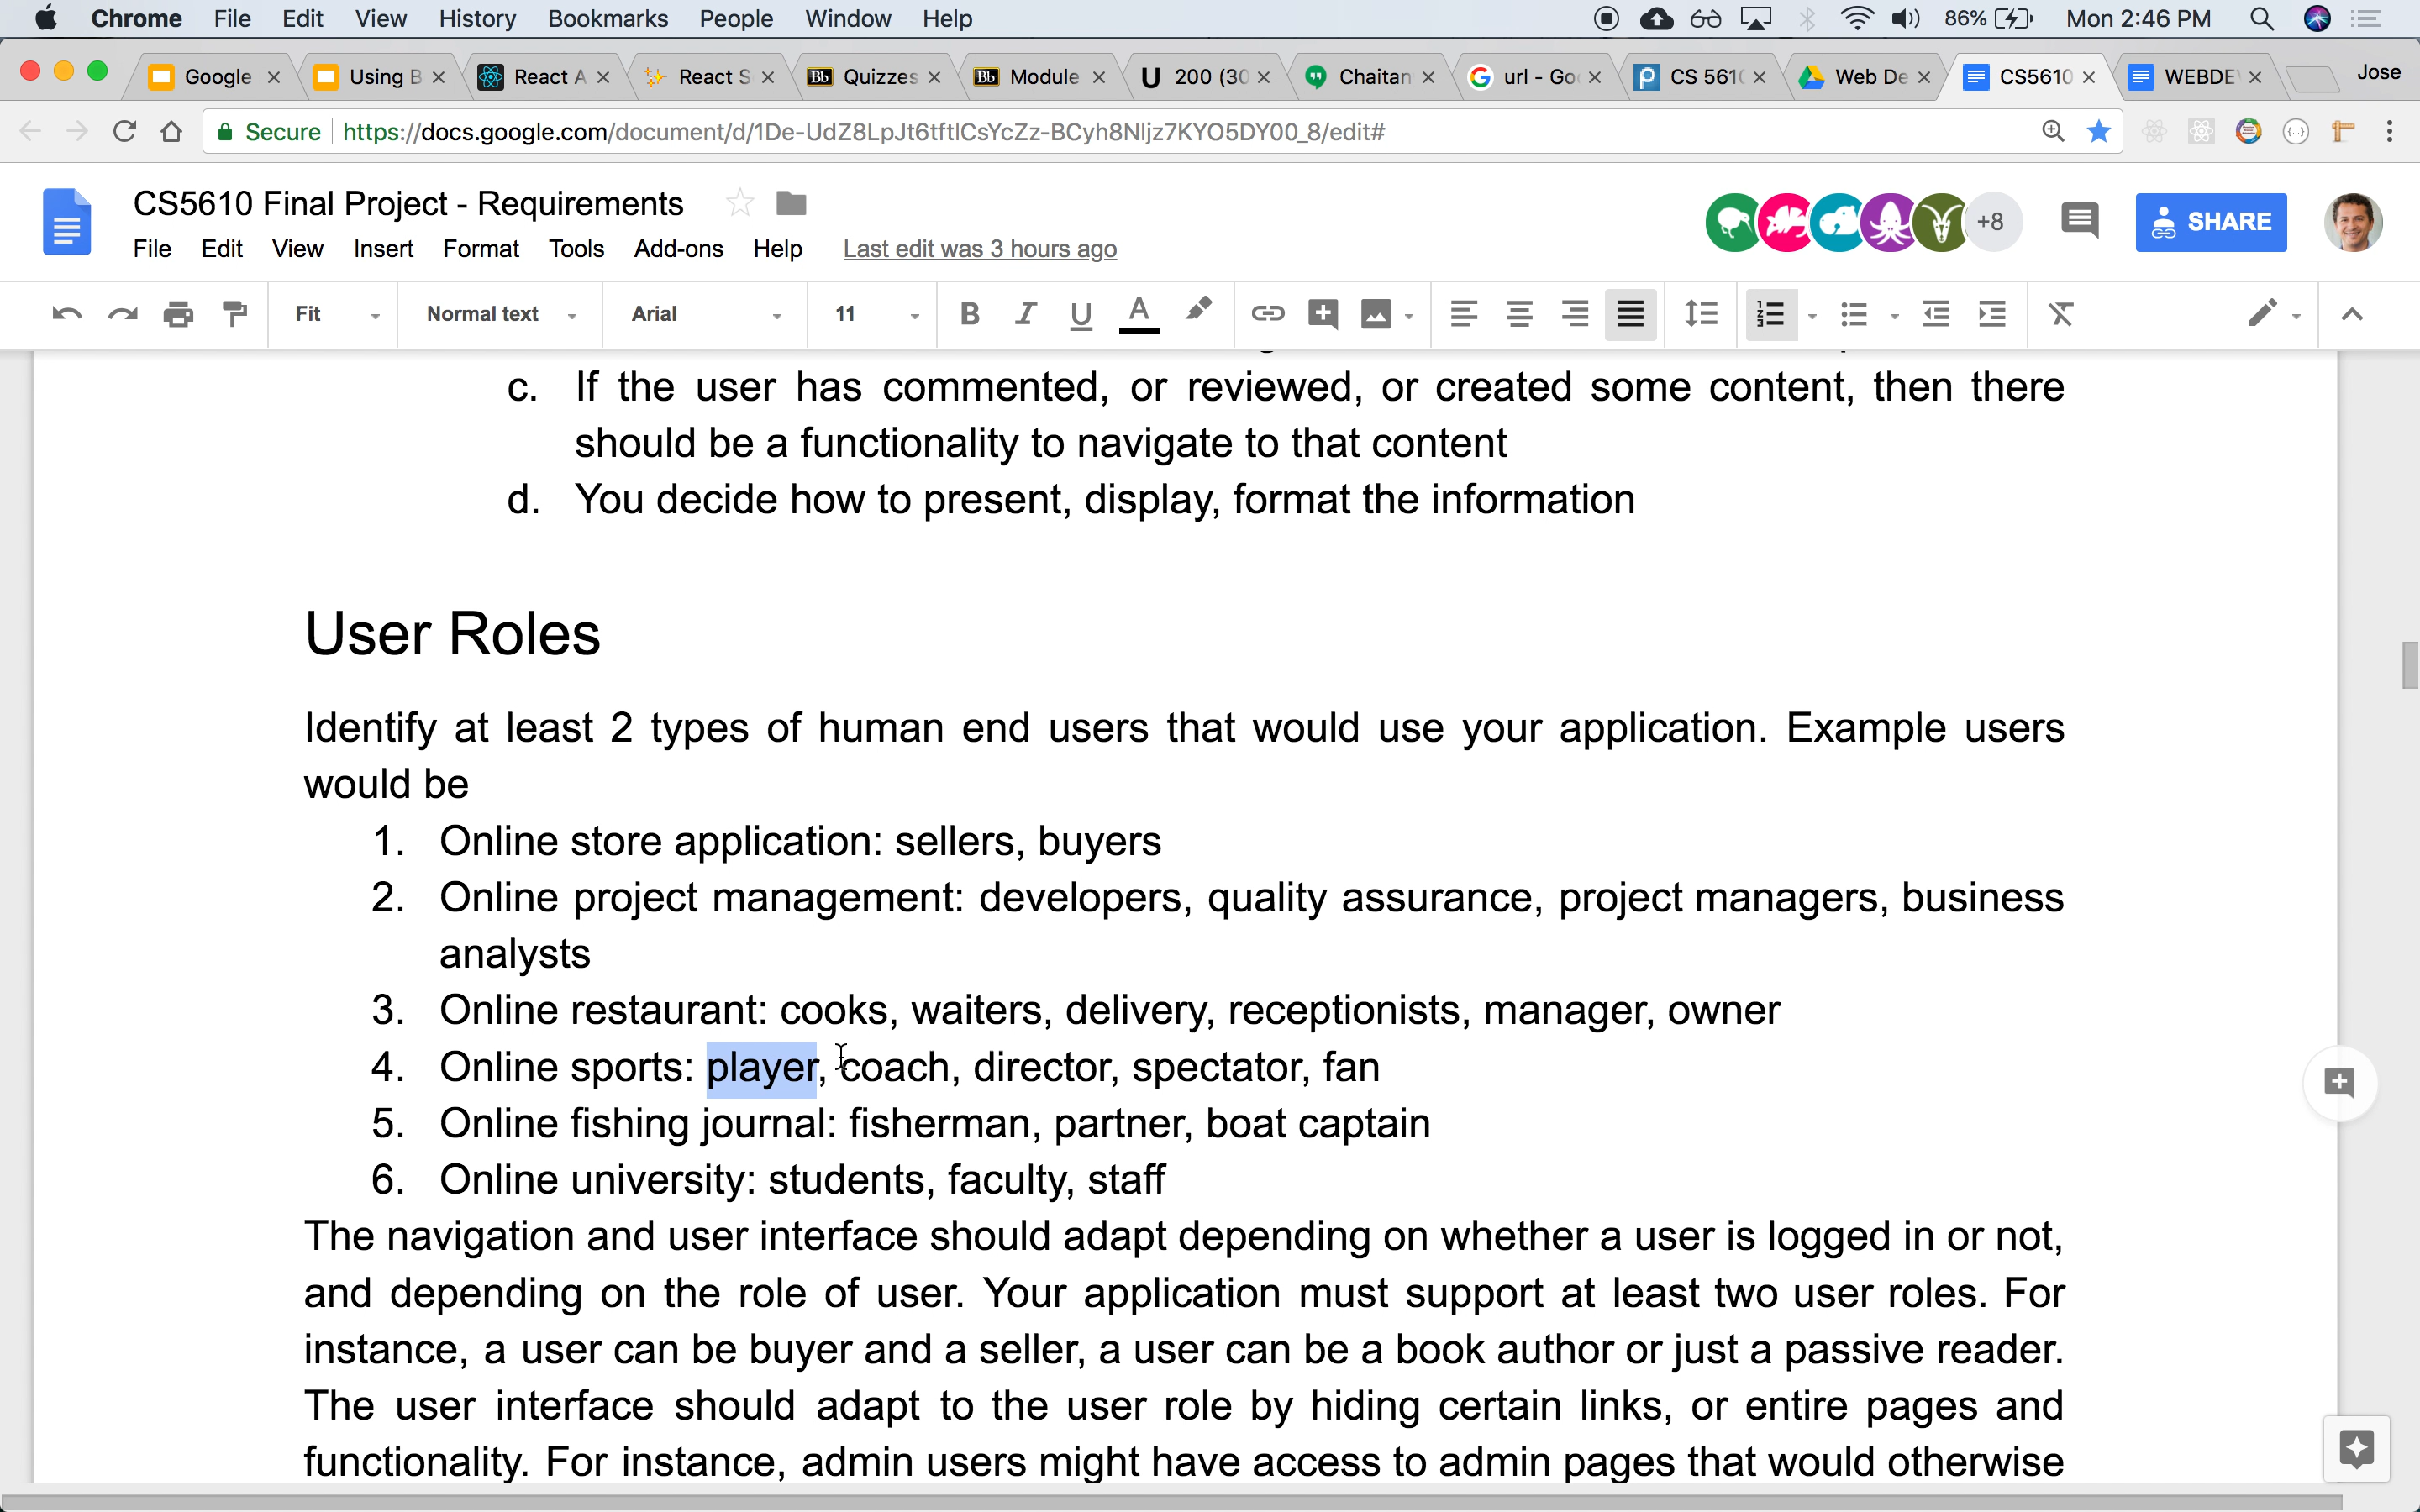 Chrome File Edit View History Bookmarks People Window Help 86% Mon 2:46 PM
Google Using B React A React S Quizzes Module 200 (30 Chaitan url - Goo CS 561 Web De CS5610 WEBDE Jose
Secure https://docs.google.com/document/d/1De-UdZ8LpJt6tftlCsYcZz-BCyh8Nljz7KYO5DY00_8/edit#
CS5610 Final Project - Requirements
+8 SHARE
File Edit View Insert Format Tools Add-ons Help Last edit was 3 hours ago
Fit Normal text Arial 11 B I U A
c. If the user has commented, or reviewed, or created some content, then there
should be a functionality to navigate to that content
d. You decide how to present, display, format the information
User Roles
Identify at least 2 types of human end users that would use your application. Example users
would be
1. Online store application: sellers, buyers
2. Online project management: developers, quality assurance, project managers, business
analysts
3. Online restaurant: cooks, waiters, delivery, receptionists, manager, owner
4. Online sports: player, coach, director, spectator, fan
5. Online fishing journal: fisherman, partner, boat captain
6. Online university: students, faculty, staff
The navigation and user interface should adapt depending on whether a user is logged in or not,
and depending on the role of user. Your application must support at least two user roles. For
instance, a user can be buyer and a seller, a user can be a book author or just a passive reader.
The user interface should adapt to the user role by hiding certain links, or entire pages and
functionality. For instance, admin users might have access to admin pages that would otherwise